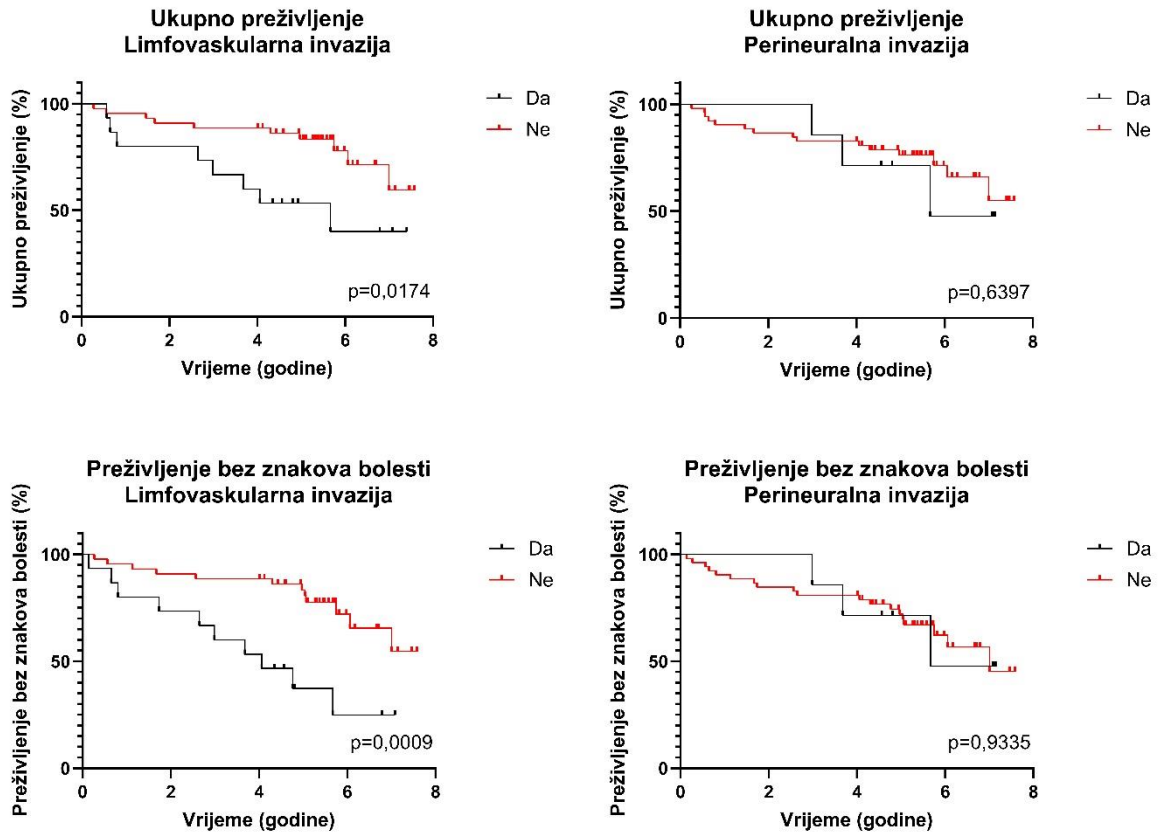 Ukupno preživljenje
Limfovaskularna invazija
Ukupno preživljenje (%)
100
50
0
0 2 4 6 8
Vrijeme (godine)
Da
Ne
p=0,0174
Ukupno preživljenje
Perineuralna invazija
Ukupno preživljenje (%)
100
50
0
0 2 4 6 8
Vrijeme (godine)
Da
Ne
p=0,6397
Preživljenje bez znakova bolesti
Limfovaskularna invazija
Preživljenje bez znakova bolesti (%)
100
50
0
0 2 4 6 8
Vrijeme (godine)
Da
Ne
p=0,0009
Preživljenje bez znakova bolesti
Perineuralna invazija
Preživljenje bez znakova bolesti (%)
100
50
0
0 2 4 6 8
Vrijeme (godine)
Da
Ne
p=0,9335